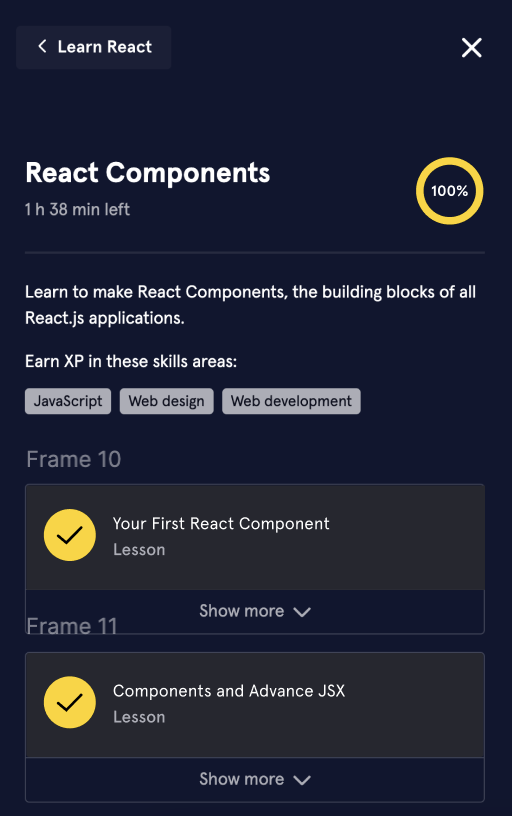 Learn React
React Components
1 h 38 min left
100%
Learn to make React Components, the building blocks of all
React.js applications.
Earn XP in these skills areas:
JavaScript Web design Web development
Frame 10
Your First React Component
Lesson
Show more
Frame 11
Components and Advance JSX
Lesson
Show more